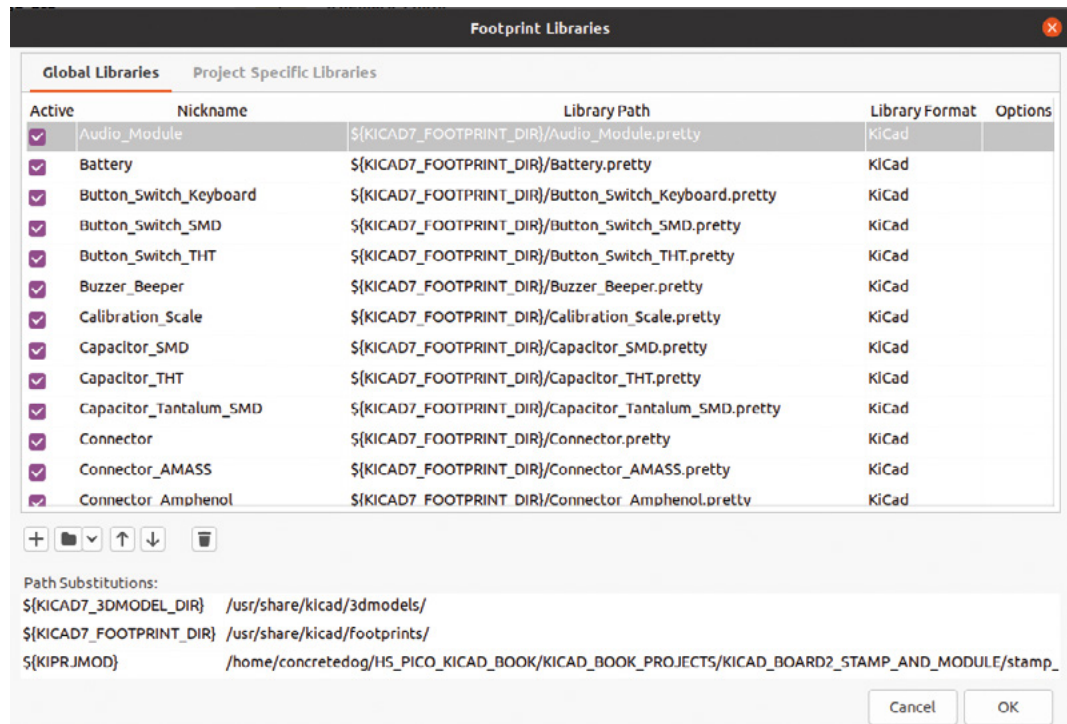 Footprint Libraries
Global Libraries Project Specific Libraries
Active Nickname Library Path Library Format Options
Audio_Module ${KICAD7_FOOTPRINT_DIR}/Audio_Module.pretty KiCad
Battery ${KICAD7_FOOTPRINT_DIR}/Battery.pretty KiCad
Button_Switch_Keyboard ${KICAD7_FOOTPRINT_DIR}/Button_Switch_Keyboard.pretty KiCad
Button_Switch_SMD ${KICAD7_FOOTPRINT_DIR}/Button_Switch_SMD.pretty KiCad
Button_Switch_THT ${KICAD7_FOOTPRINT_DIR}/Button_Switch_THT.pretty KiCad
Buzzer_Beeper ${KICAD7_FOOTPRINT_DIR}/Buzzer_Beeper.pretty KiCad
Calibration_Scale ${KICAD7_FOOTPRINT_DIR}/Calibration_Scale.pretty KiCad
Capacitor_SMD ${KICAD7_FOOTPRINT_DIR}/Capacitor_SMD.pretty KiCad
Capacitor_THT ${KICAD7_FOOTPRINT_DIR}/Capacitor_THT.pretty KiCad
Capacitor_Tantalum_SMD ${KICAD7_FOOTPRINT_DIR}/Capacitor_Tantalum_SMD.pretty KiCad
Connector ${KICAD7_FOOTPRINT_DIR}/Connector.pretty KiCad
Connector_AMASS ${KICAD7_FOOTPRINT_DIR}/Connector_AMASS.pretty KiCad
Connector_Amphenol ${KICAD7_FOOTPRINT_DIR}/Connector_Amphenol.pretty KiCad
Path Substitutions:
${KICAD7_3DMODEL_DIR} /usr/share/kicad/3dmodels/
${KICAD7_FOOTPRINT_DIR} /usr/share/kicad/footprints/
${KIPRJMOD} /home/concretedog/HS_PICO_KICAD_BOOK/KICAD_BOOK_PROJECTS/KICAD_BOARD2_STAMP_AND_MODULE/stamp_
Cancel OK